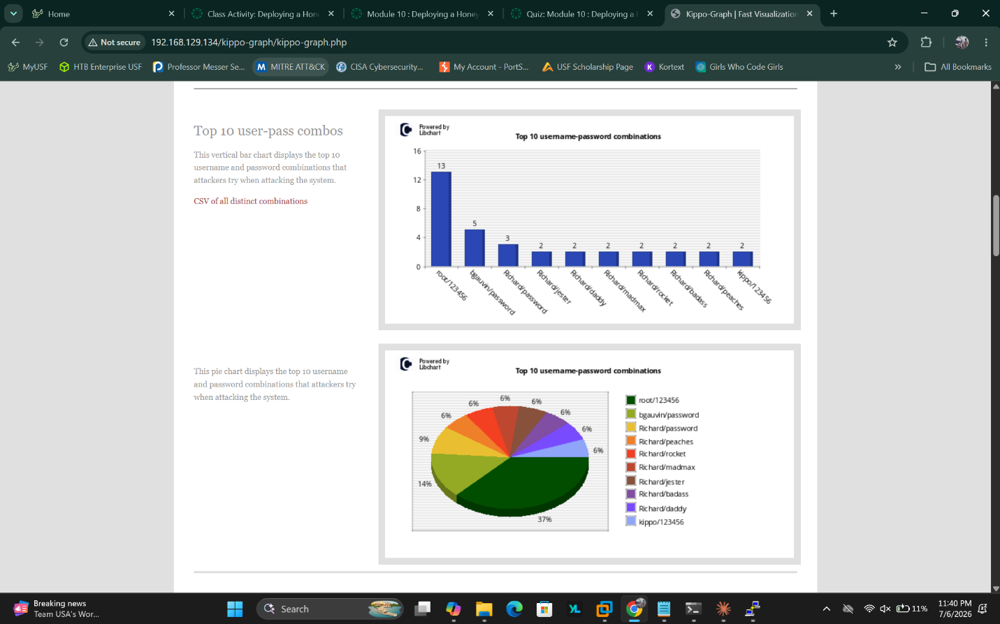 Home
Class Activity: Deploying a Hon
Module 10 : Deploying a Honey
Quiz: Module 10 : Deploying a
Kippo-Graph | Fast Visualization
Not secure
192.168.129.134/kippo-graph/kippo-graph.php
MyUSF
HTB Enterprise USF
Professor Messer Se...
MITRE ATT&CK
CISA Cybersecurity...
My Account - PortS...
USF Scholarship Page
Kortext
Girls Who Code Girls
»
All Bookmarks
Top 10 user-pass combos
This vertical bar chart displays the top 10
username and password combinations that
attackers try when attacking the system.
CSV of all distinct combinations
Powered by
Libchart
Top 10 username-password combinations
16
12
8
4
0
13
5
3
2
2
2
2
2
2
2
root/123456
bgauvin/password
Richard/password
Richard/jester
Richard/daddy
Richard/madmax
Richard/rocket
Richard/badass
Richard/peaches
kippo/123456
This pie chart displays the top 10 username
and password combinations that attackers try
when attacking the system.
Powered by
Libchart
Top 10 username-password combinations
6%
6%
6%
6%
6%
6%
6%
9%
14%
37%
root/123456
bgauvin/password
Richard/password
Richard/peaches
Richard/rocket
Richard/madmax
Richard/jester
Richard/badass
Richard/daddy
kippo/123456
Breaking news
Team USA's Wor...
Search
YL
11%
11:40 PM
7/6/2026